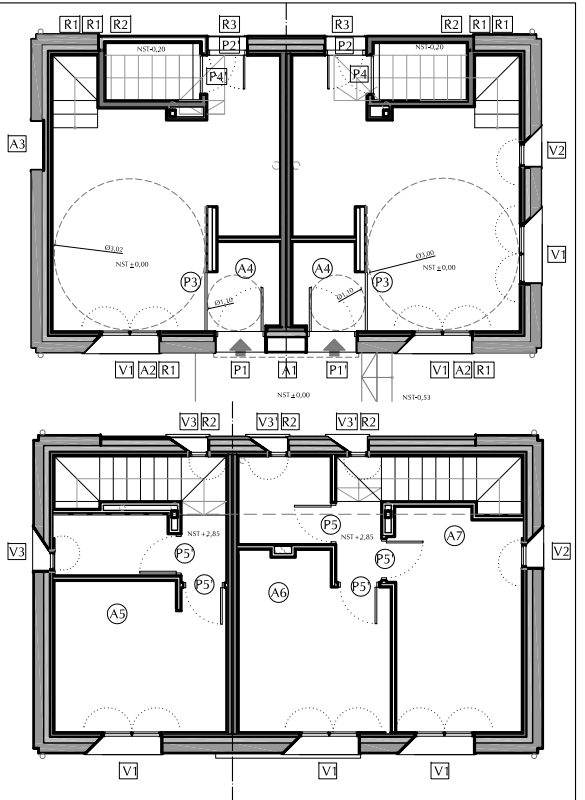 R1 R1 R2 R3 R3 R2 R1 R1
P2' P2
NST-0,20 NST-0,20
P4' P4
A3 V2
Ø3,02 NST±0,00 A4 A4 Ø3,00 NST±0,00 V1
P3 Ø1,10 Ø1,10 P3
V1 A2 R1 P1 A1 P1' V1 A2 R1
NST±0,00 NST-0,53
V3 R2 V3' R2 V3' R2
NST+2,85 P5 NST+2,85 A7
V3 P5 P5' V2
P5' P5'
A5 A6
V1 V1 V1